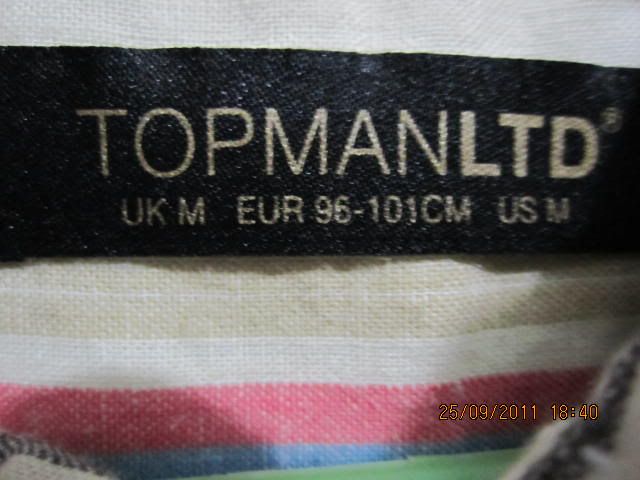 TOPMANLTD®
UK M EUR 96-101CM US M
25/09/2011 18:40